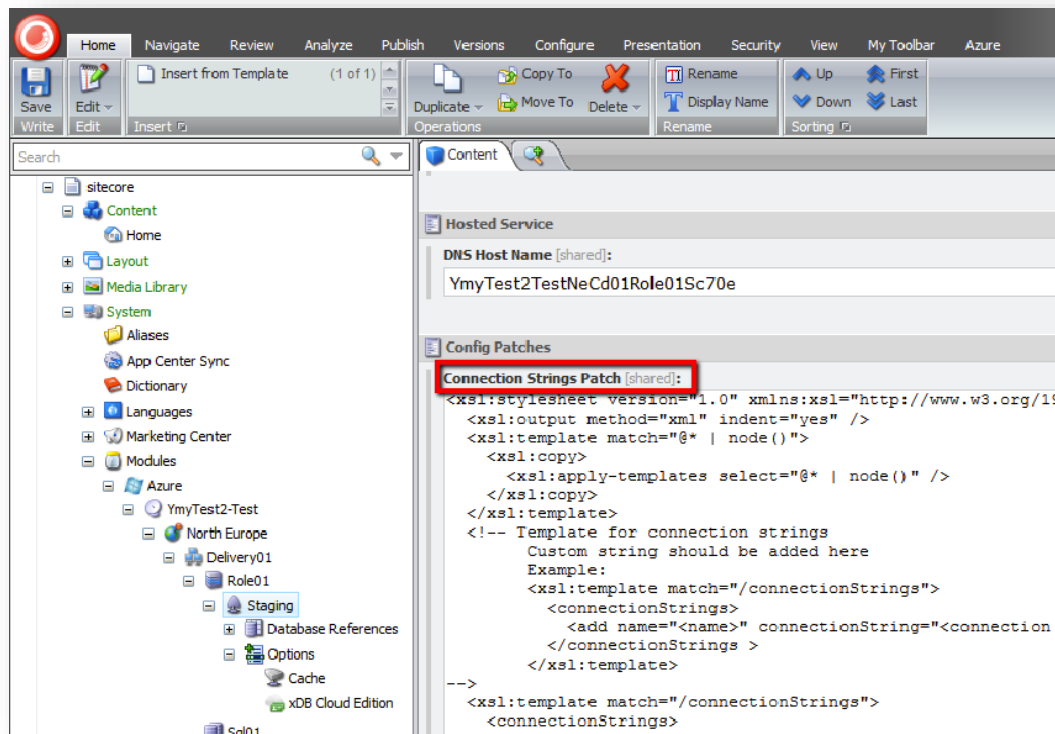 Home Navigate Review Analyze Publish Versions Configure Presentation Security View My Toolbar Azure
Save Edit Insert from Template (1 of 1) Duplicate Copy To Move To Delete Rename Display Name Up Down First Last
Write Edit Insert Operations Rename Sorting
Search
sitecore
Content
Home
Layout
Media Library
System
Aliases
App Center Sync
Dictionary
Languages
Marketing Center
Modules
Azure
YmyTest2-Test
North Europe
Delivery01
Role01
Staging
Database References
Options
Cache
xDB Cloud Edition
Sql01
Content
Hosted Service
DNS Host Name [shared]:
YmyTest2TestNeCd01Role01Sc70e
Config Patches
Connection Strings Patch [shared]:
<xsl:stylesheet version="1.0" xmlns:xsl="http://www.w3.org/19
<xsl:output method="xml" indent="yes" />
<xsl:template match="@* | node()">
<xsl:copy>
<xsl:apply-templates select="@* | node()" />
</xsl:copy>
</xsl:template>
<!-- Template for connection strings
Custom string should be added here
Example:
<xsl:template match="/connectionStrings">
<connectionStrings>
<add name="<name>" connectionString="<connection
</connectionStrings >
</xsl:template>
-->
<xsl:template match="/connectionStrings">
<connectionStrings>